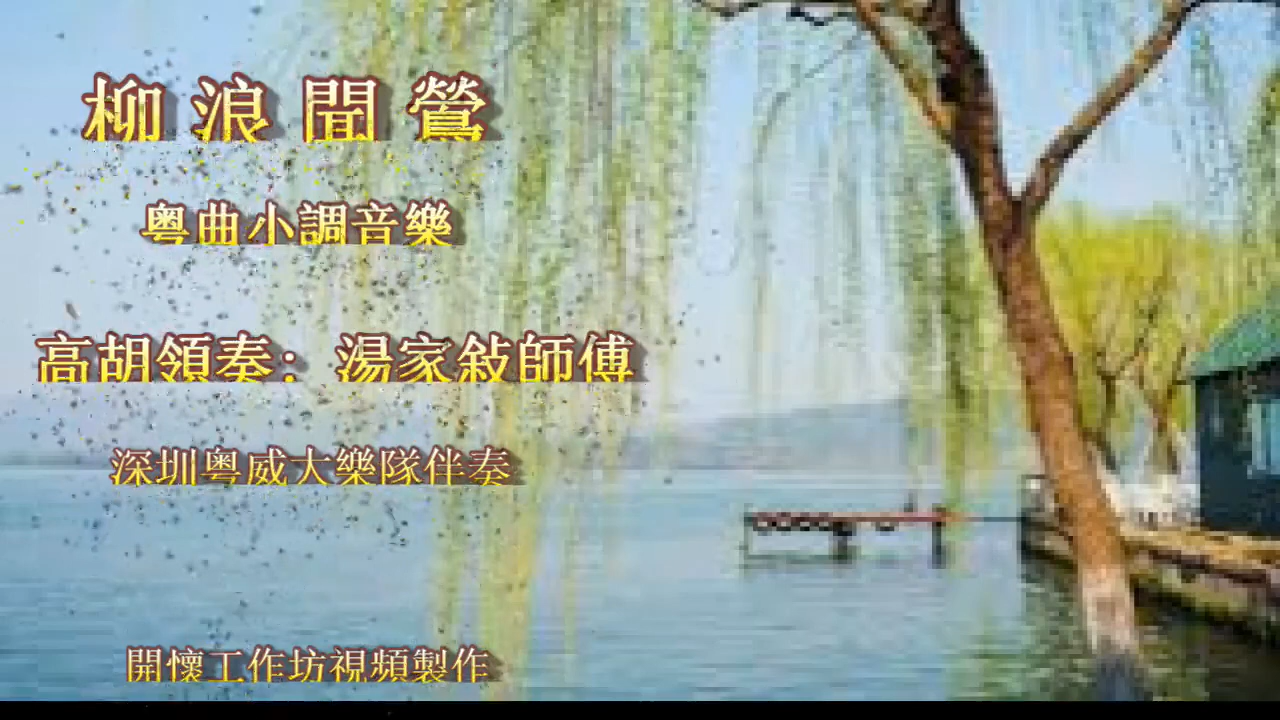 柳浪聞鶯
粵曲小調音樂
高胡領奏：湯家敍師傅
深圳粵威大樂隊伴奏
開懷工作坊視頻製作